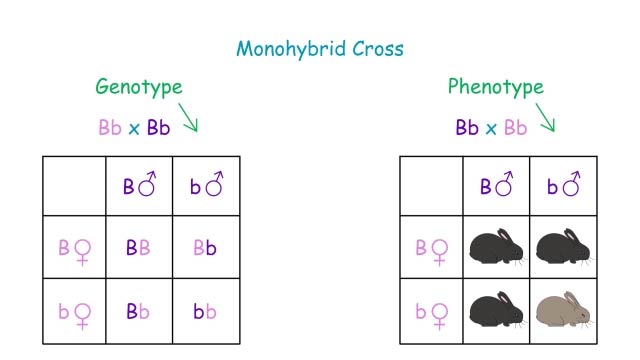 Monohybrid Cross
Genotype
Bb x Bb
B♂ b♂
B♀ BB Bb
b♀ Bb bb
Phenotype
Bb x Bb
B♂ b♂
B♀
b♀